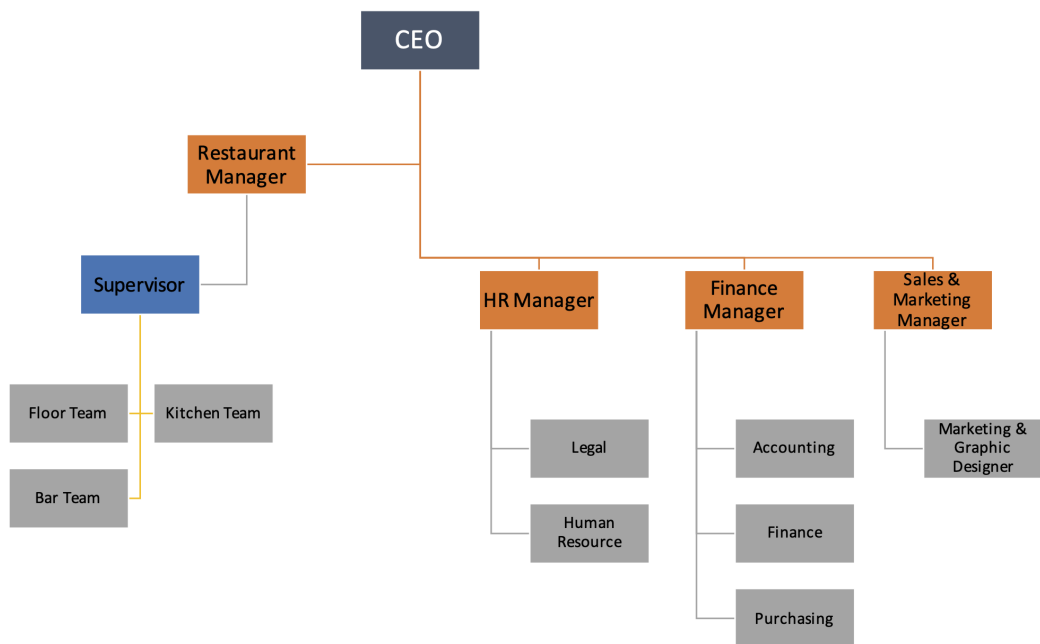 CEO
Restaurant
Manager
Supervisor
Floor Team
Kitchen Team
Bar Team
HR Manager
Legal
Human
Resource
Finance
Manager
Accounting
Finance
Purchasing
Sales &
Marketing
Manager
Marketing &
Graphic
Designer